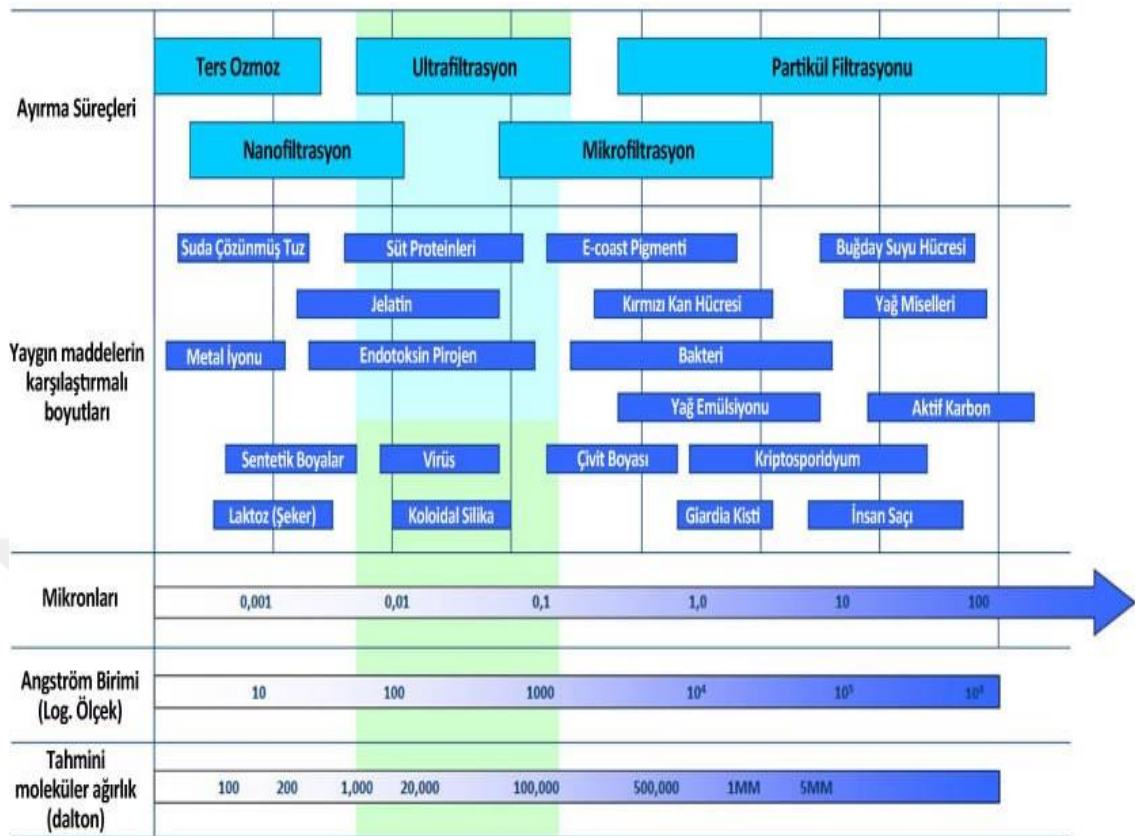 Ters Ozmoz Ultrafiltrasyon Partikül Filtrasyonu
Ayırma Süreçleri
Nanofiltrasyon Mikrofiltrasyon
Suda Çözünmüş Tuz Süt Proteinleri E-coast Pigmenti Buğday Suyu Hücresi
Jelatin Kırmızı Kan Hücresi Yağ Miselleri
Yaygın maddelerin
karşılaştırmalı
boyutları
Metal İyonu Endotoksin Pirojen Bakteri
Yağ Emülsiyonu Aktif Karbon
Sentetik Boyalar Virüs Çivit Boyası Kriptosporidyum
Laktoz (Şeker) Koloidal Silika Giardia Kisti İnsan Saçı
Mikronları 0,001 0,01 0,1 1,0 10 100
Angström Birimi
(Log. Ölçek)
10 100 1000 10⁴ 10⁵
Tahmini
moleküler ağırlık
(dalton)
100 200 1,000 20,000 100,000 500,000 1MM 5MM